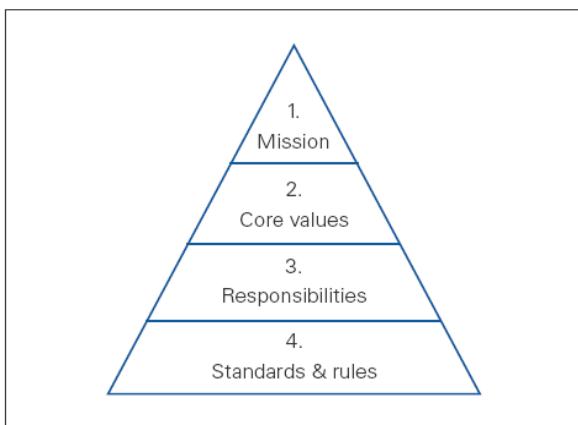 1.
Mission
2.
Core values
3.
Responsibilities
4.
Standards & rules